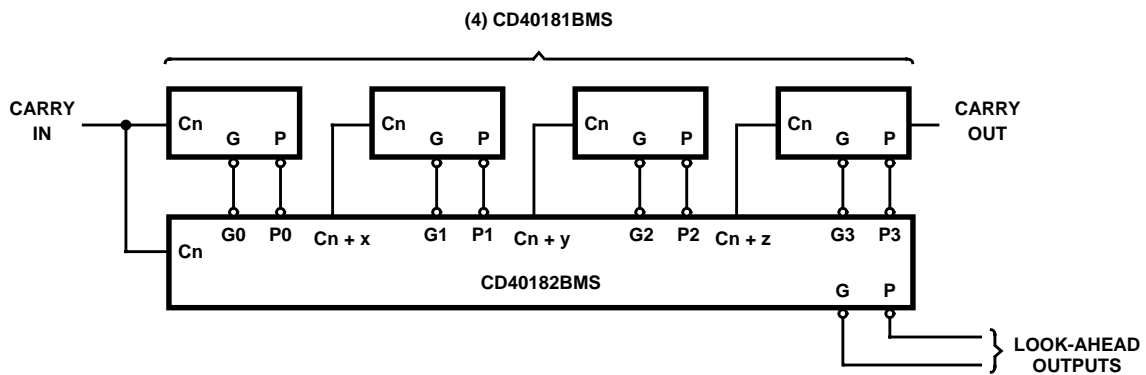 (4) CD40181BMS
CARRY
IN
Cn G P
Cn G P
Cn G P
Cn G P
CARRY
OUT
G0 P0 Cn + x G1 P1 Cn + y G2 P2 Cn + z G3 P3
Cn
CD40182BMS
G P
LOOK-AHEAD
OUTPUTS